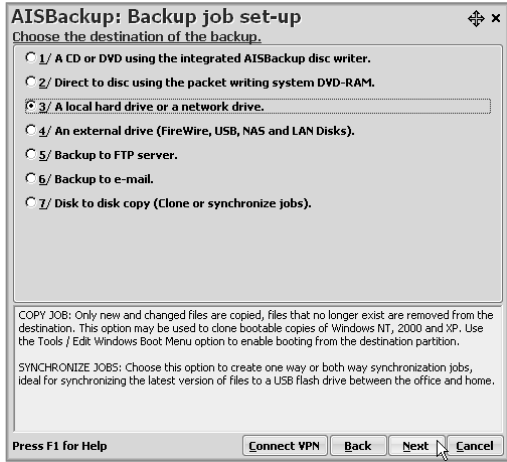 AISBackup: Backup job set-up
Choose the destination of the backup.
1/ A CD or DVD using the integrated AISBackup disc writer.
2/ Direct to disc using the packet writing system DVD-RAM.
3/ A local hard drive or a network drive.
4/ An external drive (FireWire, USB, NAS and LAN Disks).
5/ Backup to FTP server.
6/ Backup to e-mail.
7/ Disk to disk copy (Clone or synchronize jobs).
COPY JOB: Only new and changed files are copied, files that no longer exist are removed from the
destination. This option may be used to clone bootable copies of Windows NT, 2000 and XP. Use
the Tools / Edit Windows Boot Menu option to enable booting from the destination partition.
SYNCHRONIZE JOBS: Choose this option to create one way or both way synchronization jobs,
ideal for synchronizing the latest version of files to a USB flash drive between the office and home.
Press F1 for Help Connect VPN Back Next Cancel